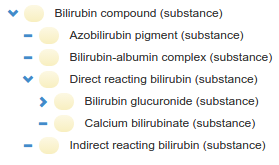 Bilirubin compound (substance)
Azobilirubin pigment (substance)
Bilirubin-albumin complex (substance)
Direct reacting bilirubin (substance)
Bilirubin glucuronide (substance)
Calcium bilirubinate (substance)
Indirect reacting bilirubin (substance)